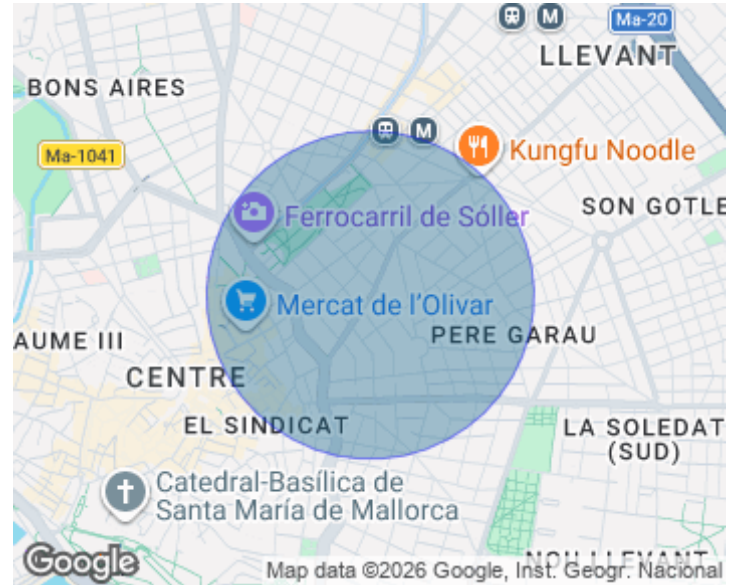 M
Ma-20
LLEVANT
BONS AIRES
M
Kungfu Noodle
Ma-1041
SON GOTLE
Ferrocarril de Sóller
Mercat de l'Olivar
AUME III
PERE GARAU
CENTRE
EL SINDICAT
LA SOLEDAT
(SUD)
Catedral-Basílica de
Santa María de Mallorca
NOU LLEVANT
Google
Map data ©2026 Google, Inst. Geogr. Nacional